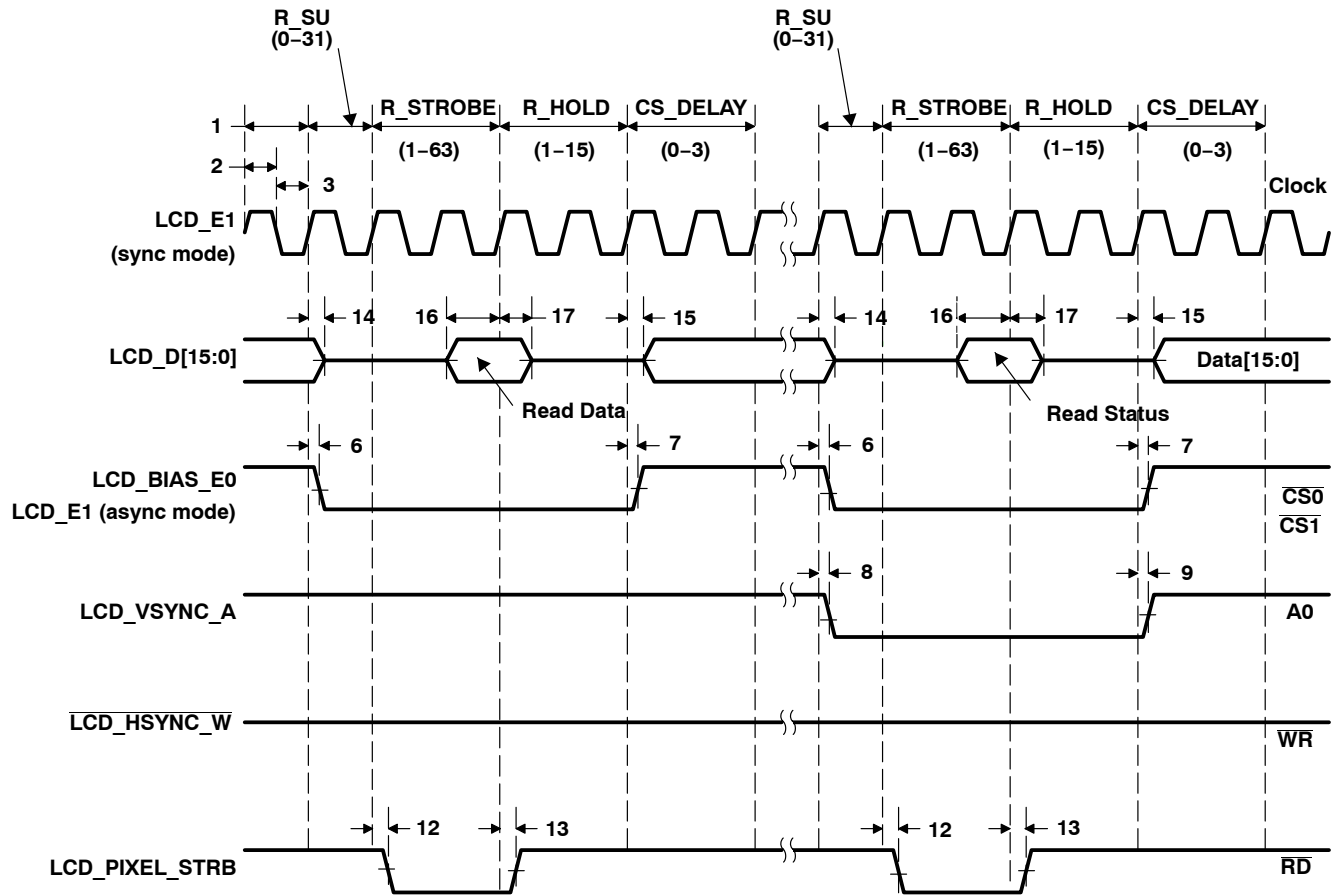 R_SU
(0–31)
R_SU
(0–31)
R_STROBE
R_HOLD
CS_DELAY
R_STROBE
R_HOLD
CS_DELAY
1
(1–63)
(1–15)
(0–3)
(1–63)
(1–15)
(0–3)
2
3
Clock
LCD_E1
(sync mode)
14
16
17
15
14
16
17
15
LCD_D[15:0]
Data[15:0]
Read Data
Read Status
6
7
6
7
LCD_BIAS_E0
LCD_E1 (async mode)
CS0
CS1
8
9
LCD_VSYNC_A
A0
LCD_HSYNC_W
WR
12
13
12
13
LCD_PIXEL_STRB
RD